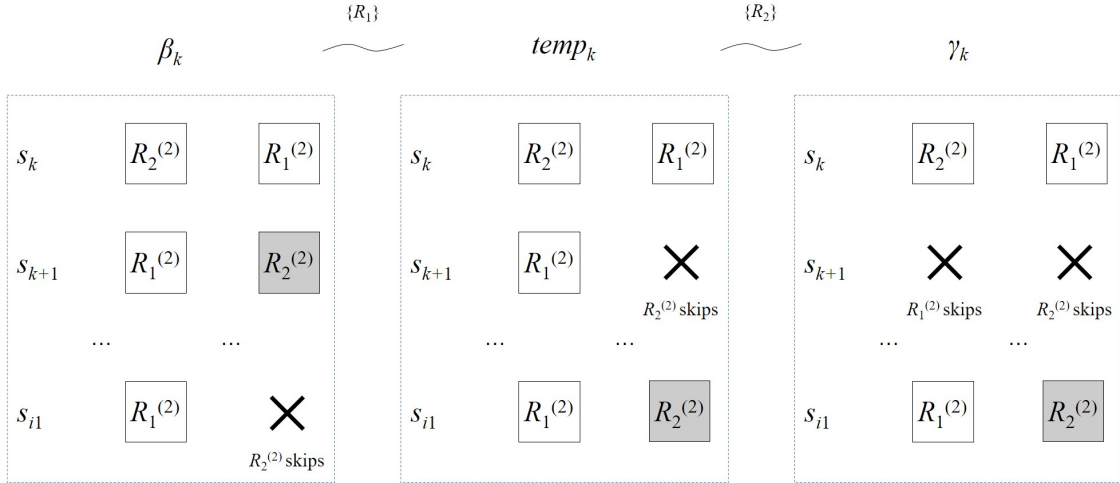 {R₁} {R₂}
βₖ tempₖ γₖ
sₖ R₂⁽²⁾ R₁⁽²⁾ sₖ R₂⁽²⁾ R₁⁽²⁾ sₖ R₂⁽²⁾ R₁⁽²⁾
sₖ₊₁ R₁⁽²⁾ R₂⁽²⁾ sₖ₊₁ R₁⁽²⁾ sₖ₊₁
R₂⁽²⁾ skips R₁⁽²⁾ skips R₂⁽²⁾ skips
... ... ... ... ... ...
sᵢ₁ R₁⁽²⁾ sᵢ₁ R₁⁽²⁾ R₂⁽²⁾ sᵢ₁ R₁⁽²⁾ R₂⁽²⁾
R₂⁽²⁾ skips